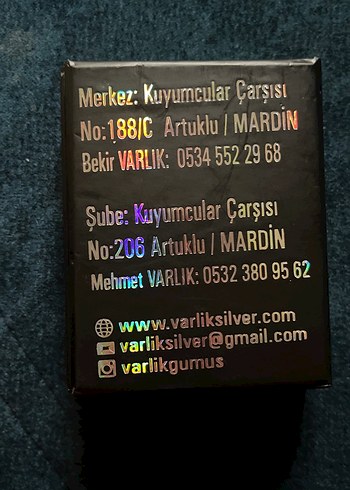 Merkez: Kuyumcular Çarşısı
No:188/C Artuklu / MARDİN
Bekir VARLIK: 0534 552 29 68
Şube: Kuyumcular Çarşısı
No:206 Artuklu / MARDİN
Mehmet VARLIK: 0532 380 95 62
www.varliksilver.com
varliksilver@gmail.com
varlikgumus